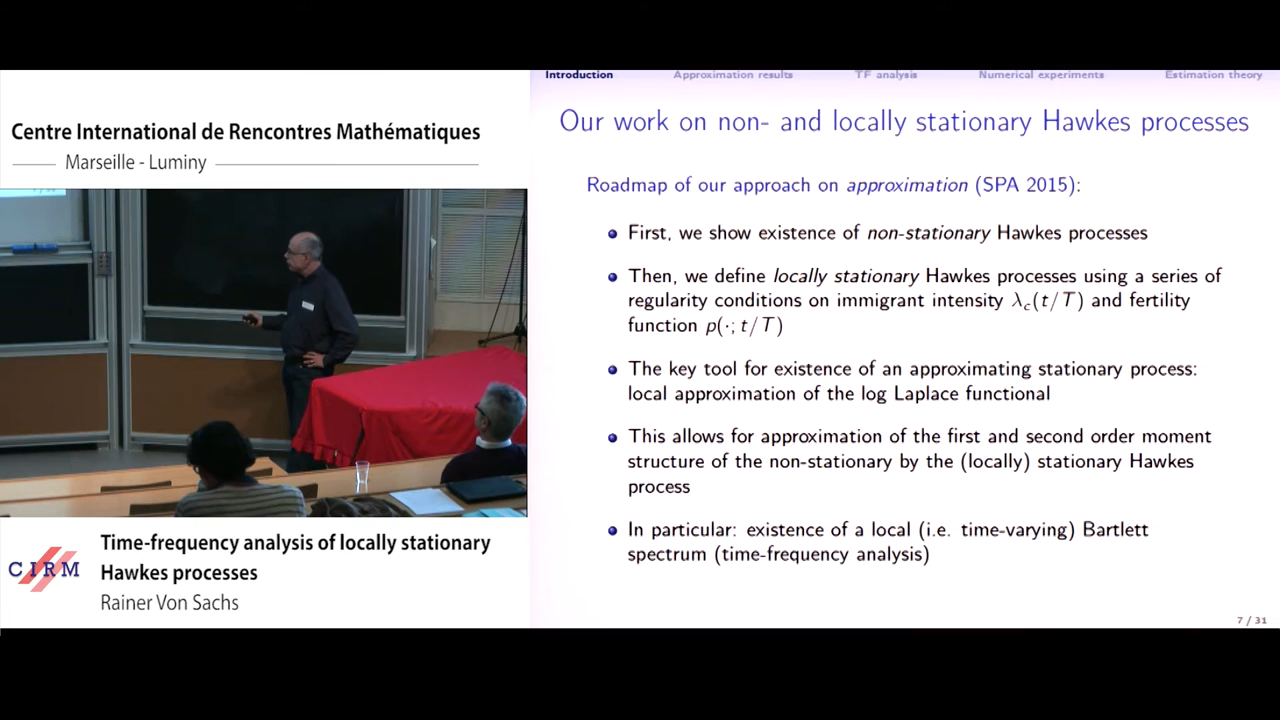 Centre International de Rencontres Mathématiques
Marseille - Luminy
Time-frequency analysis of locally stationary
Hawkes processes
Rainer Von Sachs
CIRM
Introduction
Approximation results
TF analysis
Numerical experiments
Estimation theory
Our work on non- and locally stationary Hawkes processes
Roadmap of our approach on approximation (SPA 2015):
First, we show existence of non-stationary Hawkes processes
Then, we define locally stationary Hawkes processes using a series of
regularity conditions on immigrant intensity λc(t/T) and fertility
function p(·; t/T)
The key tool for existence of an approximating stationary process:
local approximation of the log Laplace functional
This allows for approximation of the first and second order moment
structure of the non-stationary by the (locally) stationary Hawkes
process
In particular: existence of a local (i.e. time-varying) Bartlett
spectrum (time-frequency analysis)
7 / 31